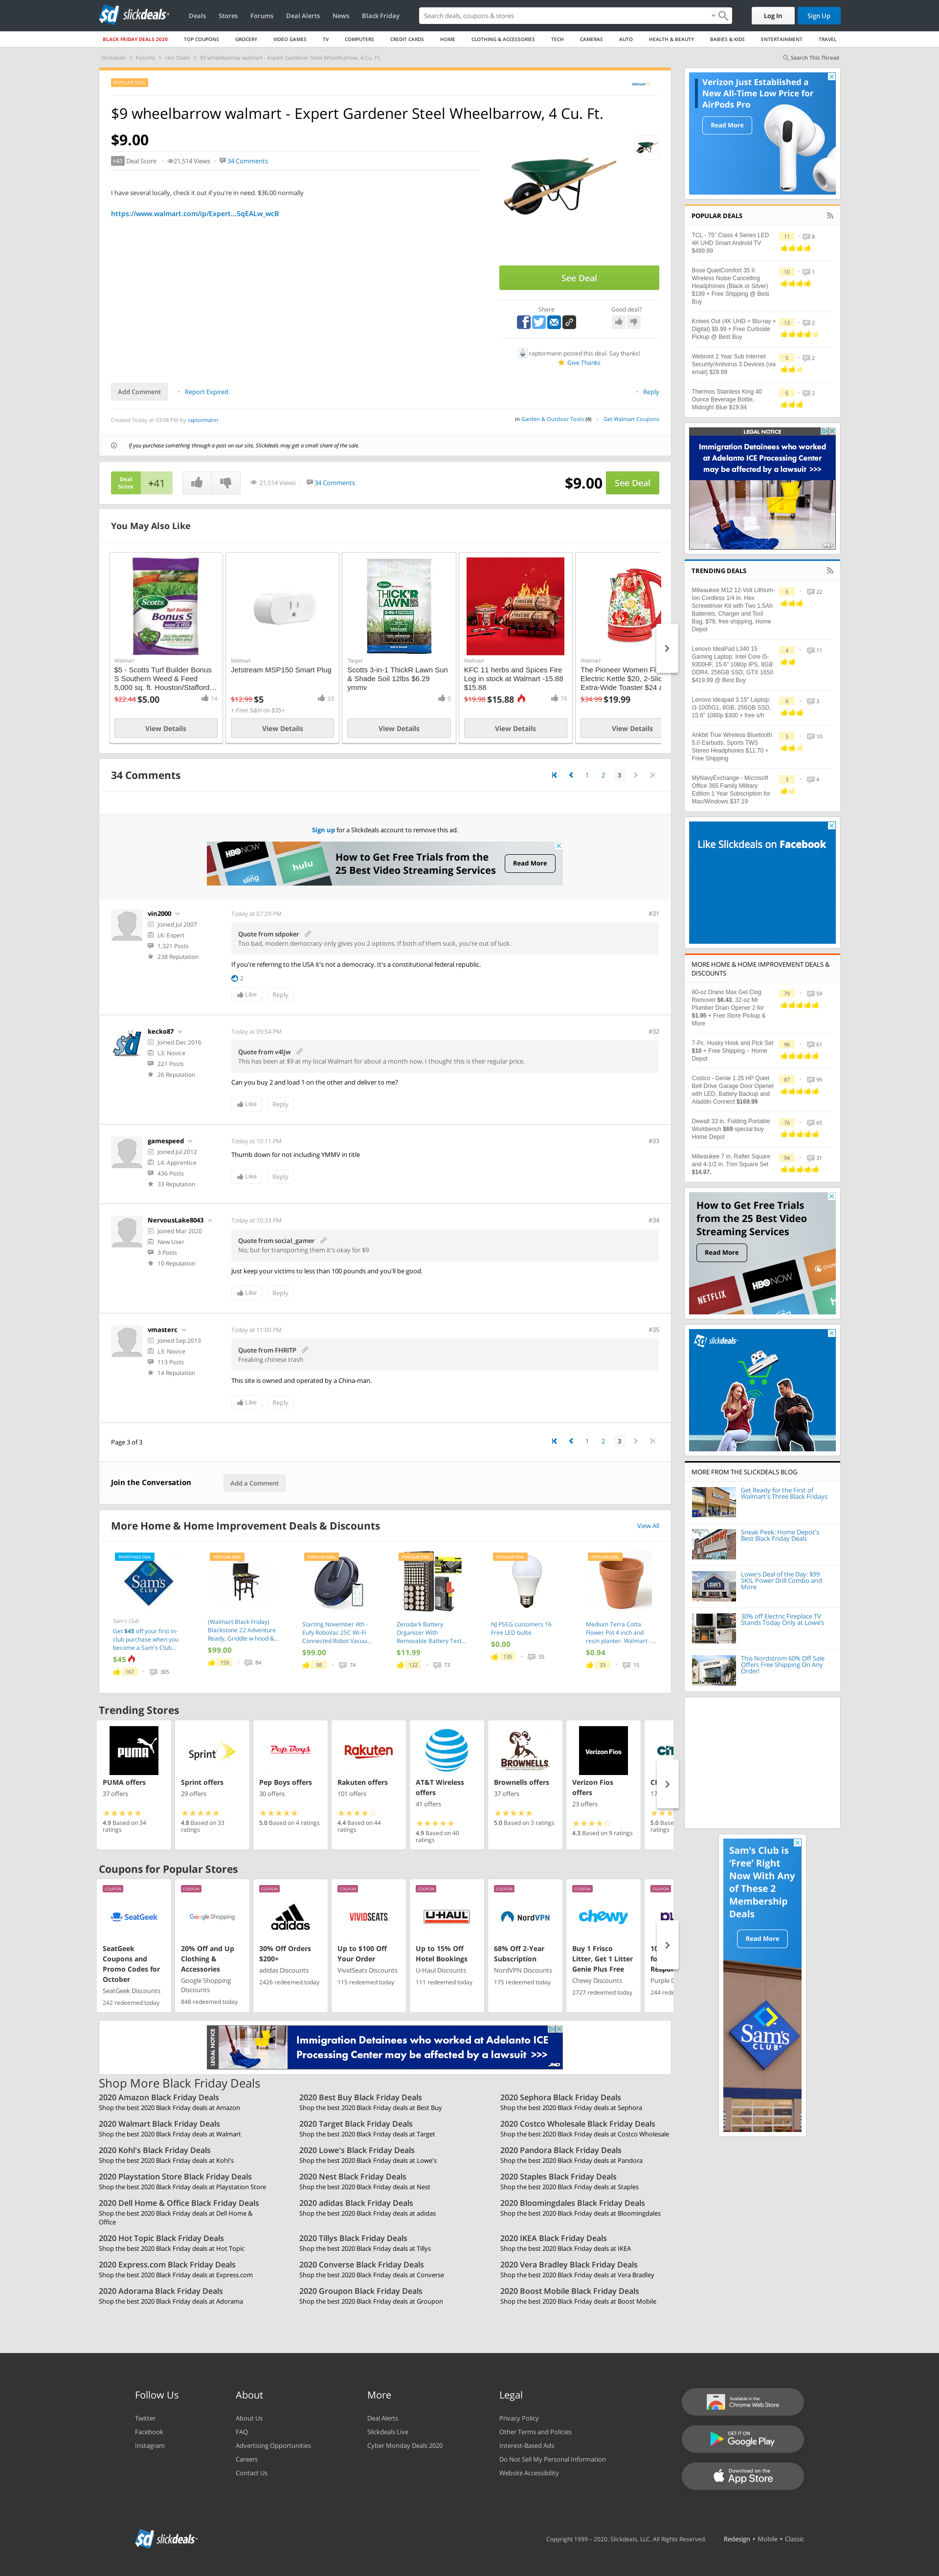 slickdeals
Deals Stores Forums Deal Alerts News Black Friday
Search deals, coupons & stores
Log In Sign Up
BLACK FRIDAY DEALS 2020 TOP COUPONS GROCERY VIDEO GAMES TV COMPUTERS CREDIT CARDS HOME CLOTHING & ACCESSORIES TECH CAMERAS AUTO HEALTH & BEAUTY BABIES & KIDS ENTERTAINMENT TRAVEL
Slickdeals > Forums > Hot Deals > $9 wheelbarrow walmart - Expert Gardener Steel Wheelbarrow, 4 Cu. Ft.
Search This Thread
POPULAR DEAL
Walmart
$9 wheelbarrow walmart - Expert Gardener Steel Wheelbarrow, 4 Cu. Ft.
$9.00
+41 Deal Score 21,514 Views 34 Comments
I have several locally, check it out if you're in need. $36.00 normally
https://www.walmart.com/ip/Expert...5qEALw_wcB
See Deal
Share
Good deal?
raptormann posted this deal. Say thanks!
Give Thanks
Add Comment Report Expired Reply
Created Today at 03:08 PM by raptormann
in Garden & Outdoor Tools (4) Get Walmart Coupons
If you purchase something through a post on our site, Slickdeals may get a small share of the sale.
Deal Score +41 21,514 Views 34 Comments $9.00 See Deal
You May Also Like
Walmart
$5 - Scotts Turf Builder Bonus S Southern Weed & Feed 5,000 sq. ft. Houston/Stafford...
$22.44 $5.00 14
View Details
Walmart
Jetstream MSP150 Smart Plug
$12.99 $5 33
+ Free S&H on $35+
View Details
Target
Scotts 3-in-1 ThickR Lawn Sun & Shade Soil 12lbs $6.29 ymmv
0
View Details
Walmart
KFC 11 herbs and Spices Fire Log in stock at Walmart -15.88 $15.88
$19.98 $15.88 76
View Details
Walmart
The Pioneer Women Fl
Electric Kettle $20, 2-Slic
Extra-Wide Toaster $24 a
$34.99 $19.99
View Details
34 Comments
1 2 3
Sign up for a Slickdeals account to remove this ad.
HBO NOW hulu
How to Get Free Trials from the 25 Best Video Streaming Services
Read More
vin2000
Joined Jul 2007
L6: Expert
1,321 Posts
238 Reputation
Today at 07:29 PM #31
Quote from sdpoker
Too bad, modern democracy only gives you 2 options. If both of them suck, you're out of luck.
If you're referring to the USA it's not a democracy. It's a constitutional federal republic.
2
Like Reply
kecko87
Joined Dec 2016
L3: Novice
221 Posts
26 Reputation
Today at 09:54 PM #32
Quote from v4ljw
This has been at $9 at my local Walmart for about a month now. I thought this is their regular price.
Can you buy 2 and load 1 on the other and deliver to me?
Like Reply
gamespeed
Joined Jul 2012
L4: Apprentice
436 Posts
33 Reputation
Today at 10:11 PM #33
Thumb down for not including YMMV in title
Like Reply
NervousLake8043
Joined Mar 2020
New User
3 Posts
10 Reputation
Today at 10:33 PM #34
Quote from social_gamer
No; but for transporting them it's okay for $9
Just keep your victims to less than 100 pounds and you'll be good.
Like Reply
vmasterc
Joined Sep 2013
L3: Novice
113 Posts
14 Reputation
Today at 11:00 PM #35
Quote from FHRITP
Freaking chinese trash
This site is owned and operated by a China-man.
Like Reply
Page 3 of 3
1 2 3
Join the Conversation Add a Comment
More Home & Home Improvement Deals & Discounts View All
FRONTPAGE DEAL
Sam's Club
Get $45 off your first in-club purchase when you become a Sam's Club...
$45
167 305
POPULAR DEAL
(Walmart Black Friday) Blackstone 22 Adventure Ready, Griddle w hood &...
$99.00
159 84
POPULAR DEAL
Starting November 4th - Eufy RoboVac 25C Wi-Fi Connected Robot Vacuu...
$99.00
98 74
POPULAR DEAL
Zerodark Battery Organizer With Removable Battery Test...
$11.99
122 73
POPULAR DEAL
NJ PSEG customers 16 Free LED bulbs
$0.00
135 55
POPULAR DEAL
Medium Terra Cotta Flower Pot 4 inch and resin planter- Walmart -...
$0.94
33 15
Trending Stores
PUMA offers
37 offers
4.9 Based on 34 ratings
Sprint offers
29 offers
4.8 Based on 33 ratings
Pep Boys offers
30 offers
5.0 Based on 4 ratings
Rakuten offers
101 offers
4.4 Based on 44 ratings
AT&T Wireless offers
41 offers
4.9 Based on 40 ratings
Brownells offers
37 offers
5.0 Based on 3 ratings
Verizon Fios offers
23 offers
4.3 Based on 9 ratings
Coupons for Popular Stores
COUPON
SeatGeek Coupons and Promo Codes for October
SeatGeek Discounts
242 redeemed today
COUPON
20% Off and Up Clothing & Accessories
Google Shopping Discounts
848 redeemed today
COUPON
30% Off Orders $200+
adidas Discounts
2426 redeemed today
COUPON
Up to $100 Off Your Order
VividSeats Discounts
115 redeemed today
COUPON
Up to 15% Off Hotel Bookings
U-Haul Discounts
111 redeemed today
COUPON
68% Off 2-Year Subscription
NordVPN Discounts
175 redeemed today
COUPON
Buy 1 Frisco Litter, Get 1 Litter Genie Plus Free
Chewy Discounts
2727 redeemed today
COUPON
LEGAL NOTICE
Immigration Detainees who worked at Adelanto ICE Processing Center may be affected by a lawsuit >>>
Shop More Black Friday Deals
2020 Amazon Black Friday Deals
Shop the best 2020 Black Friday deals at Amazon
2020 Best Buy Black Friday Deals
Shop the best 2020 Black Friday deals at Best Buy
2020 Sephora Black Friday Deals
Shop the best 2020 Black Friday deals at Sephora
2020 Walmart Black Friday Deals
Shop the best 2020 Black Friday deals at Walmart
2020 Target Black Friday Deals
Shop the best 2020 Black Friday deals at Target
2020 Costco Wholesale Black Friday Deals
Shop the best 2020 Black Friday deals at Costco Wholesale
2020 Kohl's Black Friday Deals
Shop the best 2020 Black Friday deals at Kohl's
2020 Lowe's Black Friday Deals
Shop the best 2020 Black Friday deals at Lowe's
2020 Pandora Black Friday Deals
Shop the best 2020 Black Friday deals at Pandora
2020 Playstation Store Black Friday Deals
Shop the best 2020 Black Friday deals at Playstation Store
2020 Nest Black Friday Deals
Shop the best 2020 Black Friday deals at Nest
2020 Staples Black Friday Deals
Shop the best 2020 Black Friday deals at Staples
2020 Dell Home & Office Black Friday Deals
Shop the best 2020 Black Friday deals at Dell Home & Office
2020 adidas Black Friday Deals
Shop the best 2020 Black Friday deals at adidas
2020 Bloomingdales Black Friday Deals
Shop the best 2020 Black Friday deals at Bloomingdales
2020 Hot Topic Black Friday Deals
Shop the best 2020 Black Friday deals at Hot Topic
2020 Tillys Black Friday Deals
Shop the best 2020 Black Friday deals at Tillys
2020 IKEA Black Friday Deals
Shop the best 2020 Black Friday deals at IKEA
2020 Express.com Black Friday Deals
Shop the best 2020 Black Friday deals at Express.com
2020 Converse Black Friday Deals
Shop the best 2020 Black Friday deals at Converse
2020 Vera Bradley Black Friday Deals
Shop the best 2020 Black Friday deals at Vera Bradley
2020 Adorama Black Friday Deals
Shop the best 2020 Black Friday deals at Adorama
2020 Groupon Black Friday Deals
Shop the best 2020 Black Friday deals at Groupon
2020 Boost Mobile Black Friday Deals
Shop the best 2020 Black Friday deals at Boost Mobile
Verizon Just Established a New All-Time Low Price for AirPods Pro
Read More
POPULAR DEALS
TCL - 75" Class 4 Series LED 4K UHD Smart Android TV $499.99
11 8
Bose QuietComfort 35 II Wireless Noise Cancelling Headphones (Black or Silver) $199 + Free Shipping @ Best Buy
10 1
Knives Out (4K UHD + Blu-ray + Digital) $9.99 + Free Curbside Pickup @ Best Buy
13 2
Webroot 2 Year Sub Internet Security/Antivirus 3 Devices (via email) $29.99
5 2
Thermos Stainless King 40 Ounce Beverage Bottle, Midnight Blue $19.84
6 2
LEGAL NOTICE
Immigration Detainees who worked at Adelanto ICE Processing Center may be affected by a lawsuit >>>
TRENDING DEALS
Milwaukee M12 12-Volt Lithium-Ion Cordless 1/4 in. Hex Screwdriver Kit with Two 1.5Ah Batteries, Charger and Tool Bag, $79, free shipping, Home Depot
6 22
Lenovo IdeaPad L340 15 Gaming Laptop: Intel Core i5-9300HF, 15.6" 1080p IPS, 8GB DDR4, 256GB SSD, GTX 1650 $419.99 @ Best Buy
4 11
Lenovo Ideapad 3 15" Laptop: i3-1005G1, 8GB, 256GB SSD, 15.6" 1080p $300 + free s/h
6 3
Ankbit True Wireless Bluetooth 5.0 Earbuds, Sports TWS Stereo Headphones $11.70 + Free Shipping
5 10
MyNavyExchange - Microsoft Office 365 Family Military Edition 1 Year Subscription for Mac/Windows $37.19
3 4
Like Slickdeals on Facebook
MORE HOME & HOME IMPROVEMENT DEALS & DISCOUNTS
80-oz Drano Max Gel Clog Remover $6.43, 32-oz Mr Plumber Drain Opener 2 for $1.95 + Free Store Pickup & More
79 59
7-Pc. Husky Hook and Pick Set $10 + Free Shipping ~ Home Depot
96 61
Costco - Genie 1.25 HP Quiet Belt Drive Garage Door Opener with LED, Battery Backup and Aladdin Connect $169.99
87 99
Dewalt 33 in. Folding Portable Workbench $69 special buy Home Depot
76 65
Milwaukee 7 in. Rafter Square and 4-1/2 in. Trim Square Set $14.97.
94 31
How to Get Free Trials from the 25 Best Video Streaming Services
Read More
NETFLIX HBO NOW hulu
slickdeals
MORE FROM THE SLICKDEALS BLOG
Get Ready for the First of Walmart's Three Black Fridays
Sneak Peek: Home Depot's Best Black Friday Deals
Lowe's Deal of the Day: $99 SKIL Power Drill Combo and More
30% off Electric Fireplace TV Stands Today Only at Lowe's
This Nordstrom 60% Off Sale Offers Free Shipping On Any Order!
Sam's Club is 'Free' Right Now With Any of These 2 Membership Deals
Read More
Sam's CLUB
Follow Us
Twitter
Facebook
Instagram
About
About Us
FAQ
Advertising Opportunities
Careers
Contact Us
More
Deal Alerts
Slickdeals Live
Cyber Monday Deals 2020
Legal
Privacy Policy
Other Terms and Policies
Interest-Based Ads
Do Not Sell My Personal Information
Website Accessibility
Available in the Chrome Web Store
GET IT ON Google Play
Download on the App Store
slickdeals
Copyright 1999 - 2020. Slickdeals, LLC. All Rights Reserved. Redesign • Mobile • Classic